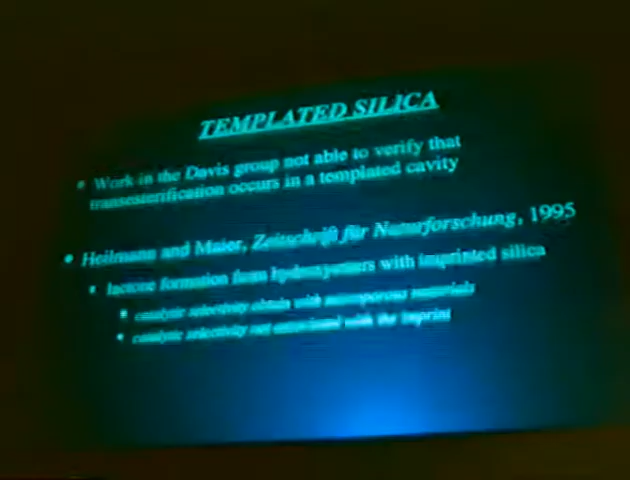 TEMPLATED SILICA
Work in the Davis group not able to verify that
transesterification occurs in a templated cavity
Heilmann and Maier, Zeitschrift für Naturforschung, 1995
lactone formation from hydroxyesters with imprinted silica
catalytic selectivity obtain with nonporous materials
catalytic selectivity not associated with the imprint